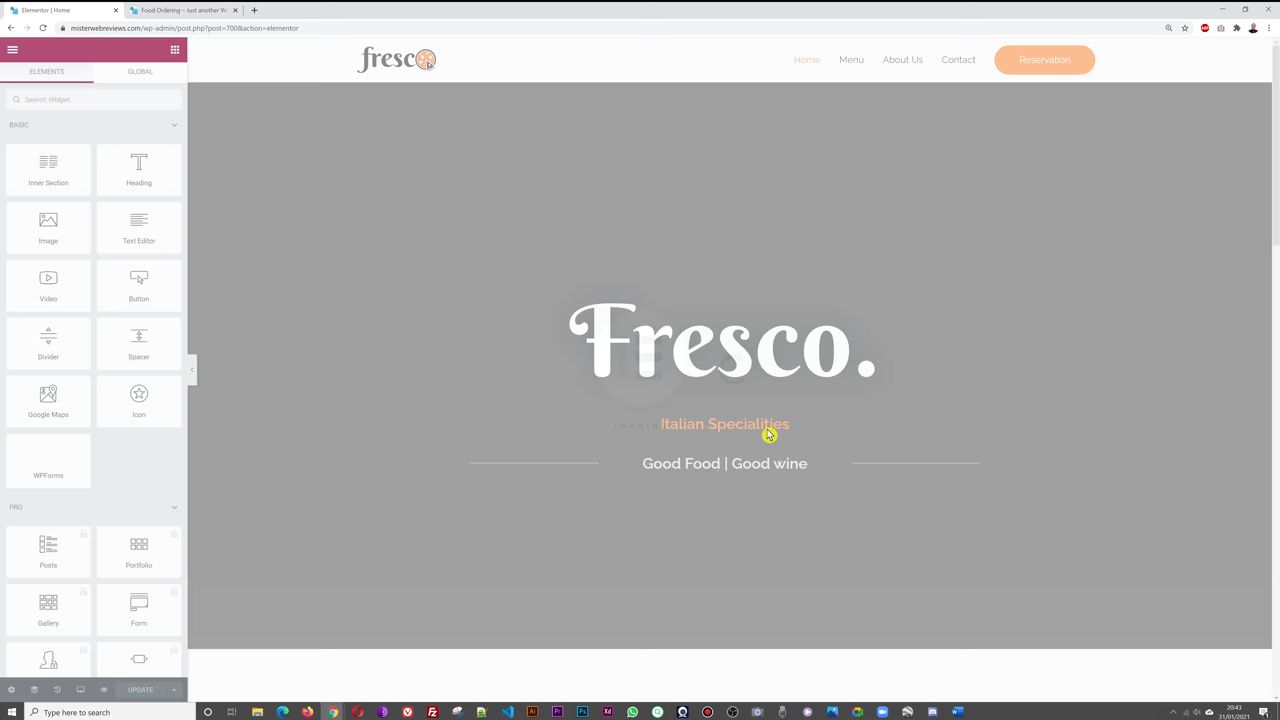 Elementor | Home
Food Ordering – Just another W
misterwebreviews.com/wp-admin/post.php?post=700&action=elementor
ELEMENTS
GLOBAL
Search Widget...
BASIC
Inner Section
Heading
Image
Text Editor
Video
Button
Divider
Spacer
Google Maps
Icon
WPForms
PRO
Posts
Portfolio
Gallery
Form
UPDATE
fresco
Home
Menu
About Us
Contact
Reservation
Fresco.
Italian Specialities
Good Food | Good wine
Type here to search
20:43
31/01/2021